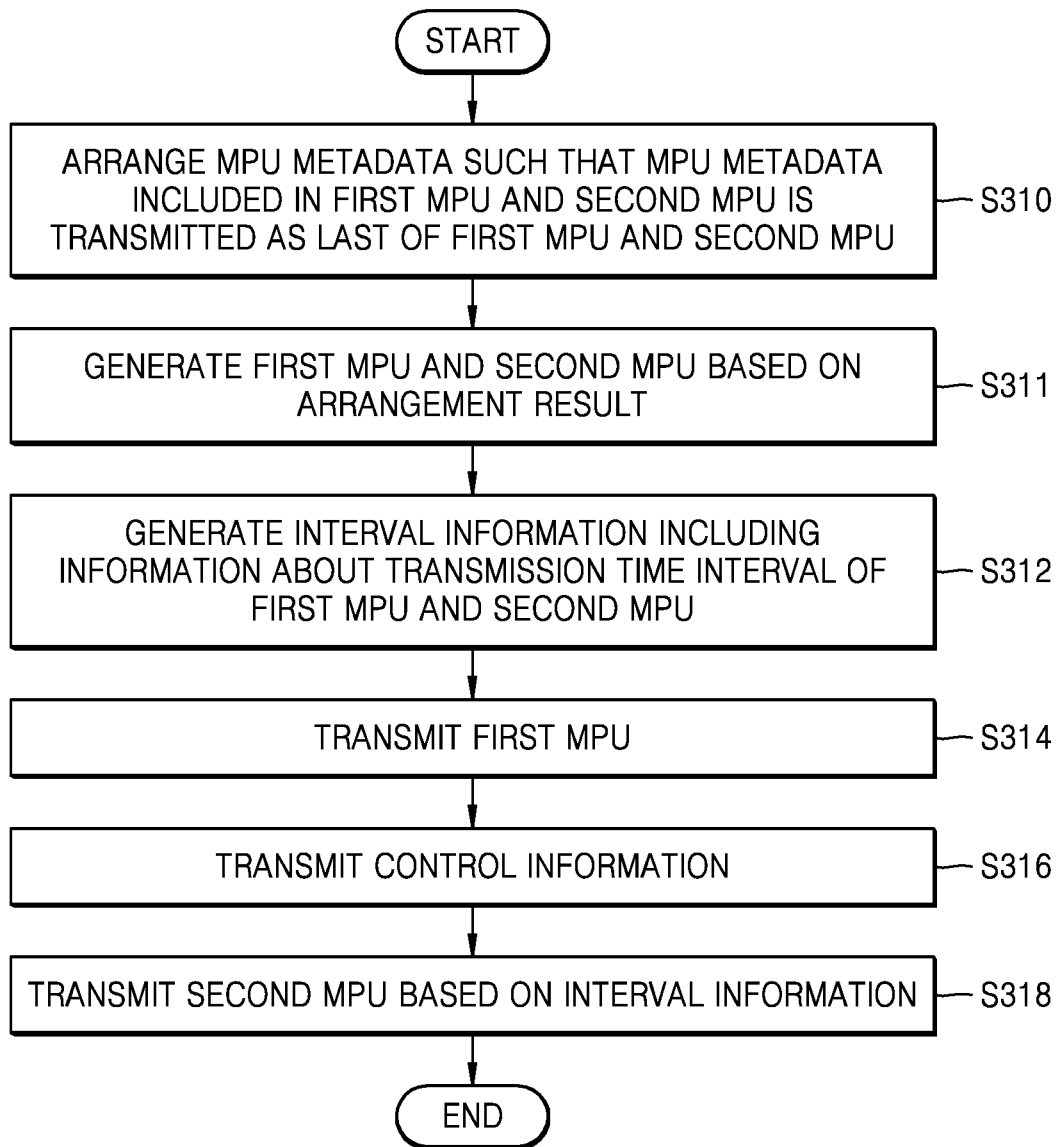 START
ARRANGE MPU METADATA SUCH THAT MPU METADATA
INCLUDED IN FIRST MPU AND SECOND MPU IS
TRANSMITTED AS LAST OF FIRST MPU AND SECOND MPU
S310
GENERATE FIRST MPU AND SECOND MPU BASED ON
ARRANGEMENT RESULT
S311
GENERATE INTERVAL INFORMATION INCLUDING
INFORMATION ABOUT TRANSMISSION TIME INTERVAL OF
FIRST MPU AND SECOND MPU
S312
TRANSMIT FIRST MPU
S314
TRANSMIT CONTROL INFORMATION
S316
TRANSMIT SECOND MPU BASED ON INTERVAL INFORMATION
S318
END